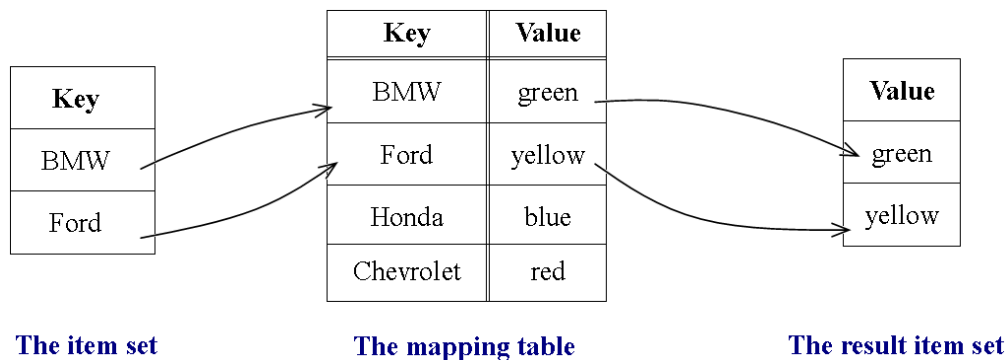 Key
BMW
Ford
Key Value
BMW green
Ford yellow
Honda blue
Chevrolet red
Value
green
yellow
The item set
The mapping table
The result item set